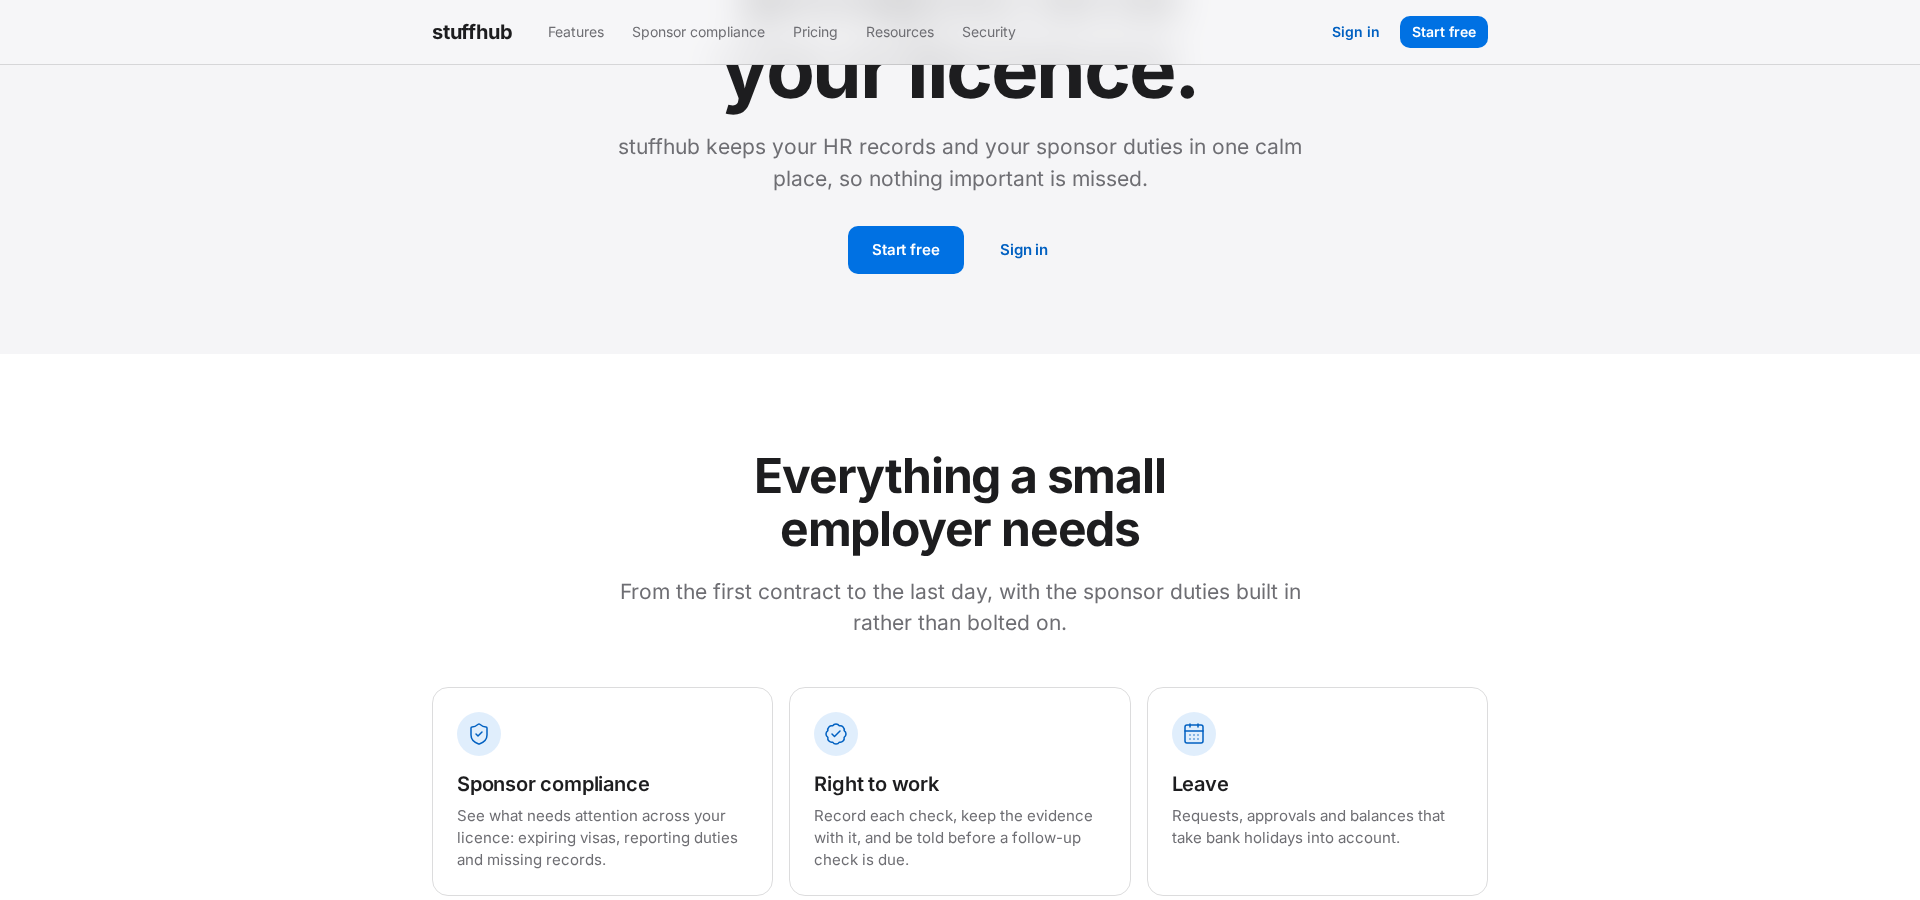 stuffhub
Features
Sponsor compliance
Pricing
Resources
Security
Sign in
Start free
your licence.
stuffhub keeps your HR records and your sponsor duties in one calm
place, so nothing important is missed.
Start free
Sign in
Everything a small
employer needs
From the first contract to the last day, with the sponsor duties built in
rather than bolted on.
Sponsor compliance
See what needs attention across your
licence: expiring visas, reporting duties
and missing records.
Right to work
Record each check, keep the evidence
with it, and be told before a follow-up
check is due.
Leave
Requests, approvals and balances that
take bank holidays into account.